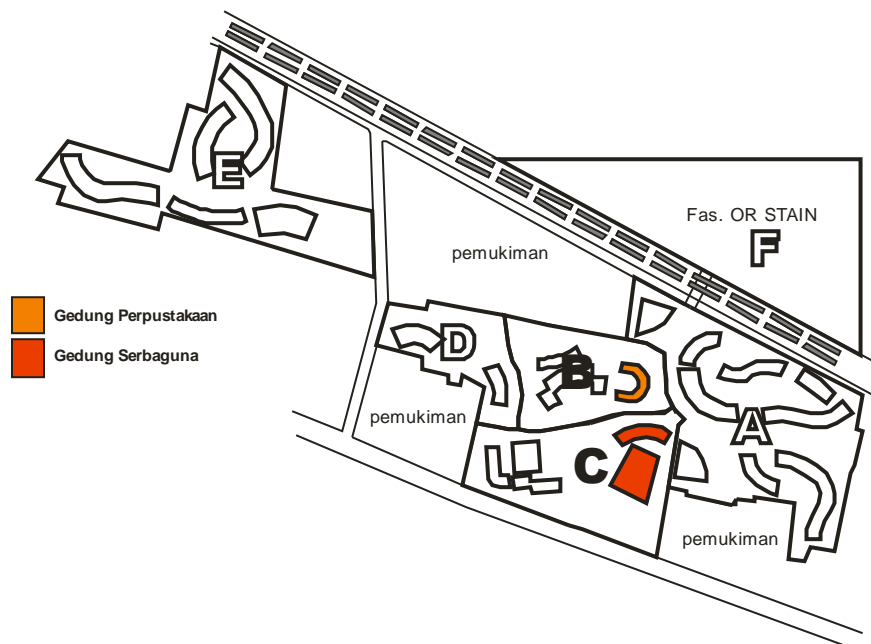 E
Fas. OR STAIN
F
pemukiman
Gedung Perpustakaan
Gedung Serbaguna
D
B
pemukiman
A
C
pemukiman